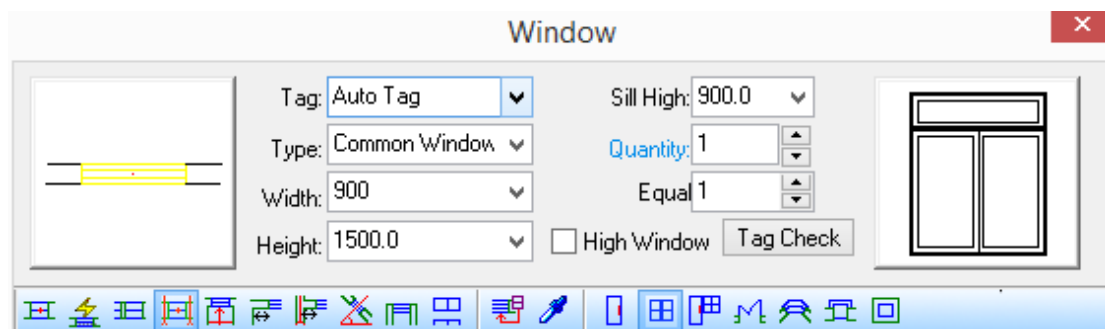 Window
Tag: Auto Tag
Sill High: 900.0
Type: Common Window
Quantity: 1
Width: 900
Equal 1
Height: 1500.0
High Window
Tag Check